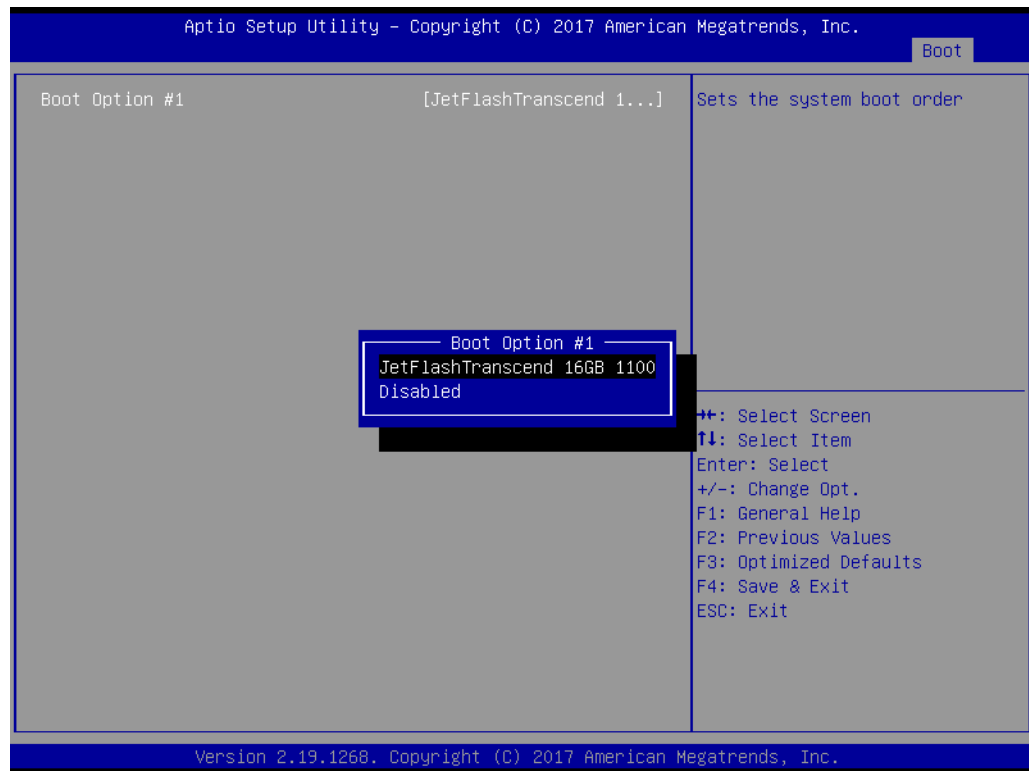 Aptio Setup Utility – Copyright (C) 2017 American Megatrends, Inc.
Boot
Boot Option #1 [JetFlashTranscend 1...]
Sets the system boot order
Boot Option #1
JetFlashTranscend 16GB 1100
Disabled
→←: Select Screen
↑↓: Select Item
Enter: Select
+/-: Change Opt.
F1: General Help
F2: Previous Values
F3: Optimized Defaults
F4: Save & Exit
ESC: Exit
Version 2.19.1268. Copyright (C) 2017 American Megatrends, Inc.